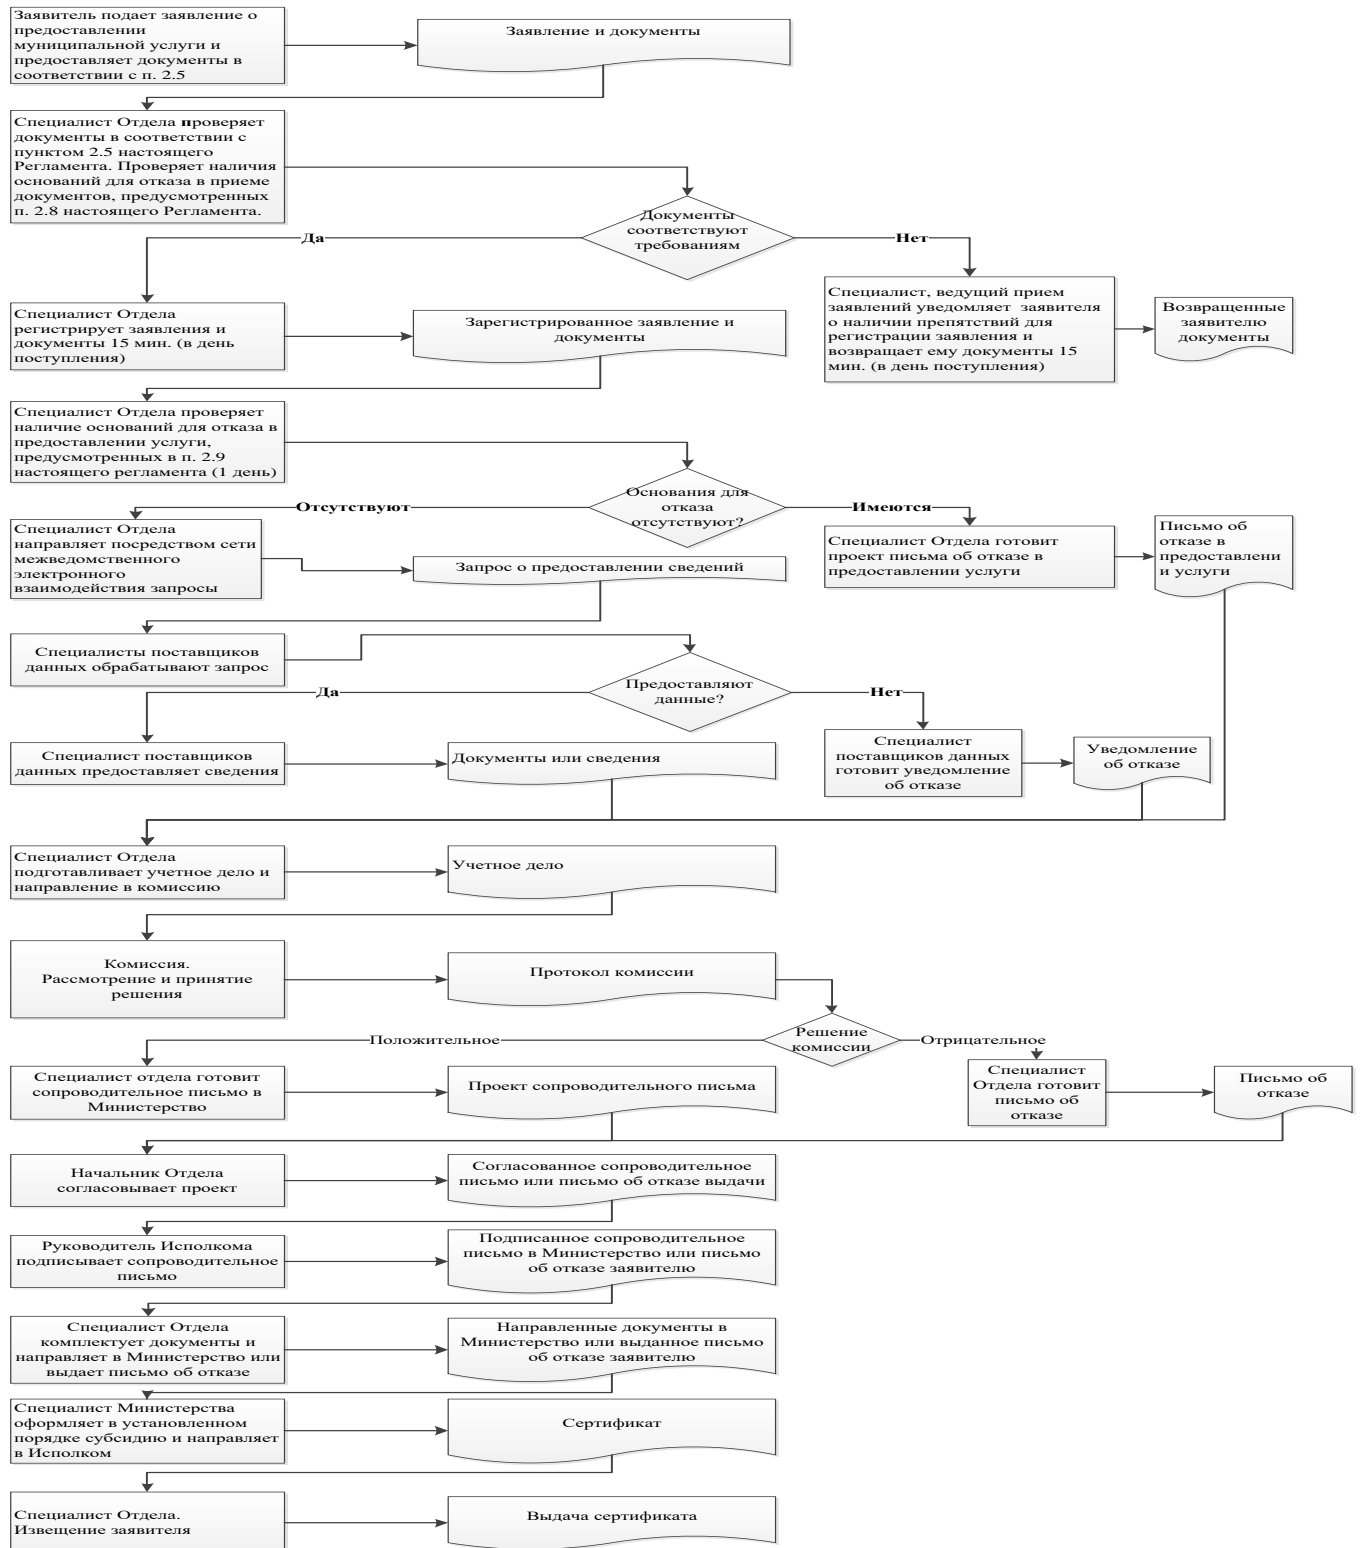 Заявитель подает заявление о
предоставлении
муниципальной услуги и
предоставляет документы в
соответствии с п. 2.5
Заявление и документы
Специалист Отдела проверяет
документы в соответствии с
пунктом 2.5 настоящего
Регламента. Проверяет наличия
оснований для отказа в приеме
документов, предусмотренных
п. 2.8 настоящего Регламента.
Документы
соответствуют
требованиям
Да
Нет
Специалист Отдела
регистрирует заявления и
документы 15 мин. (в день
поступления)
Зарегистрированное заявление и
документы
Специалист, ведущий прием
заявлений уведомляет заявителя
о наличии препятствий для
регистрации заявления и
возвращает ему документы 15
мин. (в день поступления)
Возвращенные
заявителю
документы
Специалист Отдела проверяет
наличие оснований для отказа в
предоставлении услуги,
предусмотренных в п. 2.9
настоящего регламента (1 день)
Основания для
отказа
отсутствуют?
Отсутствуют
Имеются
Специалист Отдела
направляет посредством сети
межведомственного
электронного
взаимодействия запросы
Запрос о предоставлении сведений
Специалист Отдела готовит
проект письма об отказе в
предоставлении услуги
Письмо об
отказе в
предоставлени
и услуги
Специалисты поставщиков
данных обрабатывают запрос
Предоставляют
данные?
Да
Нет
Специалист поставщиков
данных предоставляет сведения
Документы или сведения
Специалист
поставщиков данных
готовит уведомление
об отказе
Уведомление
об отказе
Специалист Отдела
подготавливает учетное дело и
направление в комиссию
Учетное дело
Комиссия.
Рассмотрение и принятие
решения
Протокол комиссии
Решение
комиссии
Положительное
Отрицательное
Специалист отдела готовит
сопроводительное письмо в
Министерство
Проект сопроводительного письма
Специалист
Отдела готовит
письмо об
отказе
Письмо об
отказе
Начальник Отдела
согласовывает проект
Согласованное сопроводительное
письмо или письмо об отказе выдачи
Руководитель Исполкома
подписывает сопроводительное
письмо
Подписанное сопроводительное
письмо в Министерство или письмо
об отказе заявителю
Специалист Отдела
комплектует документы и
направляет в Министерство или
выдает письмо об отказе
Направленные документы в
Министерство или выданное письмо
об отказе заявителю
Специалист Министерства
оформляет в установленном
порядке субсидию и направляет
в Исполком
Сертификат
Специалист Отдела.
Извещение заявителя
Выдача сертификата